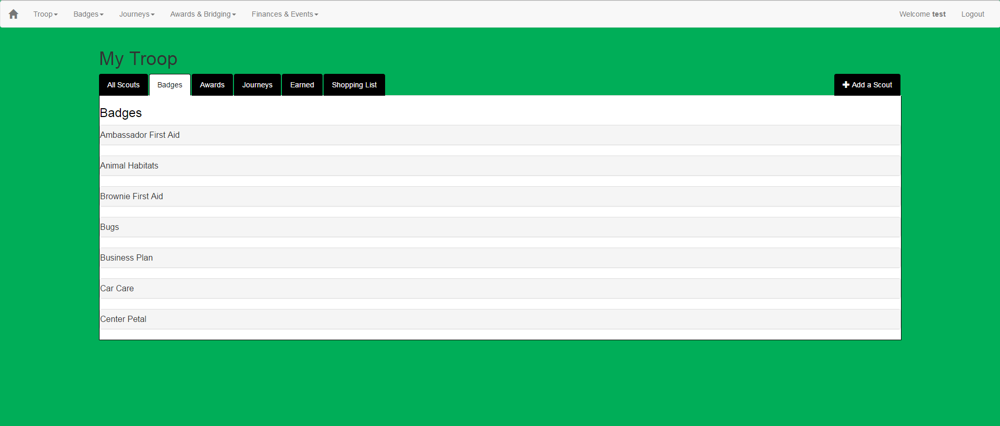 Troop Badges Journeys Awards & Bridging Finances & Events Welcome test Logout
My Troop
All Scouts Badges Awards Journeys Earned Shopping List Add a Scout
Badges
Ambassador First Aid
Animal Habitats
Brownie First Aid
Bugs
Business Plan
Car Care
Center Petal